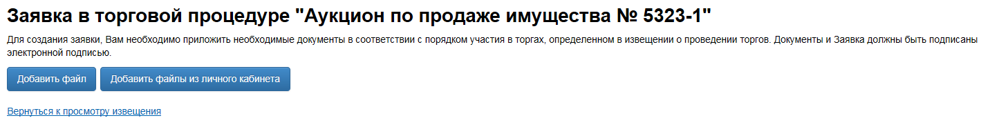 Заявка в торговой процедуре "Аукцион по продаже имущества № 5323-1"
Для создания заявки, Вам необходимо приложить необходимые документы в соответствии с порядком участия в торгах, определенном в извещении о проведении торгов. Документы и Заявка должны быть подписаны
электронной подписью.
Добавить файл Добавить файлы из личного кабинета
Вернуться к просмотру извещения